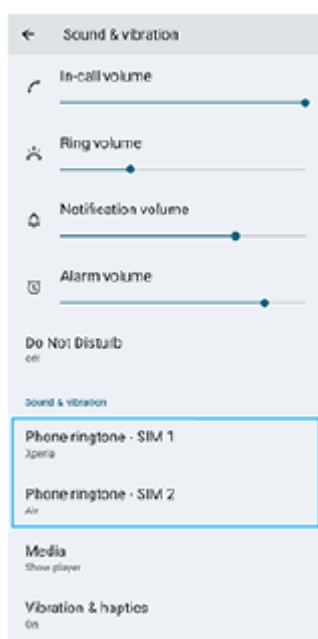 Sound & vibration
In-call volume
Ring volume
Notification volume
Alarm volume
Do Not Disturb
Off
Sound & vibration
Phone ringtone - SIM 1
Xperia
Phone ringtone - SIM 2
Air
Media
Show player
Vibration & haptics
On